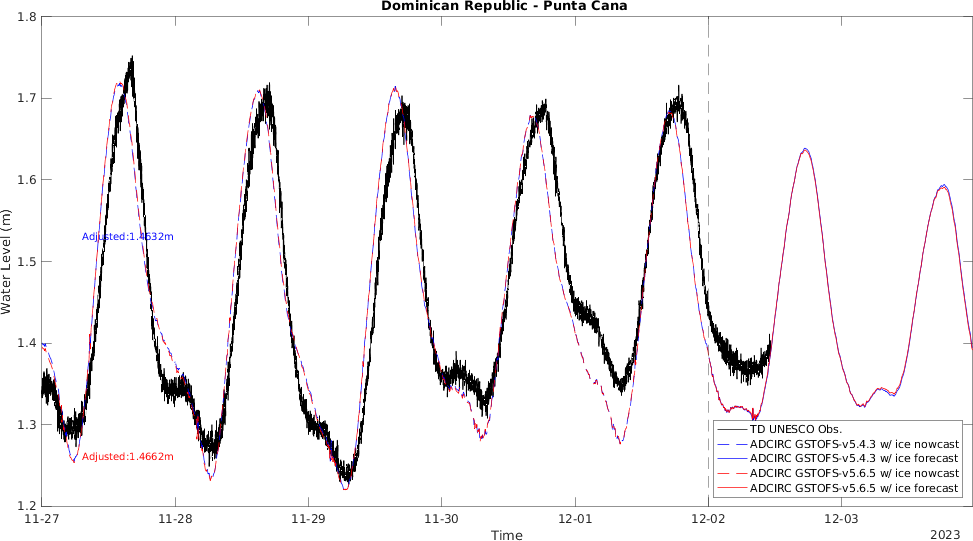 Dominican Republic - Punta Cana
Water Level (m)
1.8
1.7
1.6
1.5
1.4
1.3
1.2
Adjusted:1.4632m
Adjusted:1.4662m
TD UNESCO Obs.
ADCIRC GSTOFS-v5.4.3 w/ ice nowcast
ADCIRC GSTOFS-v5.4.3 w/ ice forecast
ADCIRC GSTOFS-v5.6.5 w/ ice nowcast
ADCIRC GSTOFS-v5.6.5 w/ ice forecast
11-27 11-28 11-29 11-30 12-01 12-02 12-03
Time
2023